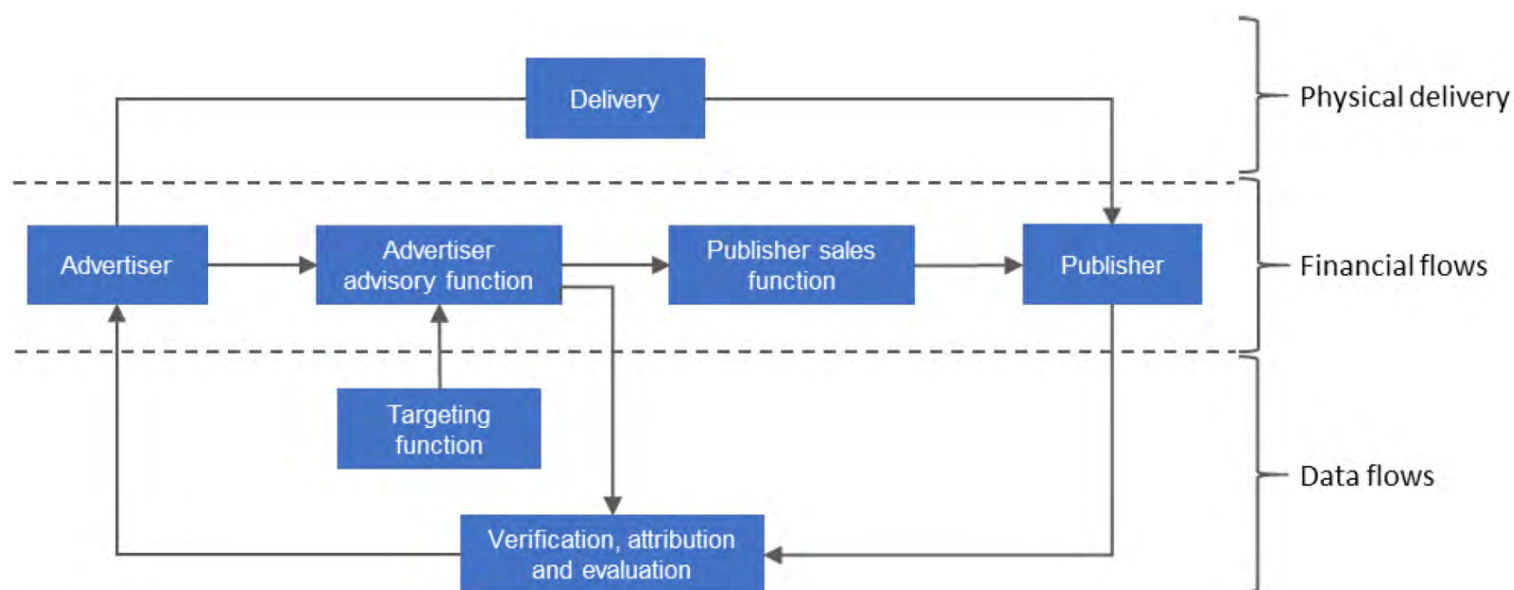 Delivery
Physical delivery
Advertiser
Advertiser
advisory function
Publisher sales
function
Publisher
Financial flows
Targeting
function
Data flows
Verification, attribution
and evaluation